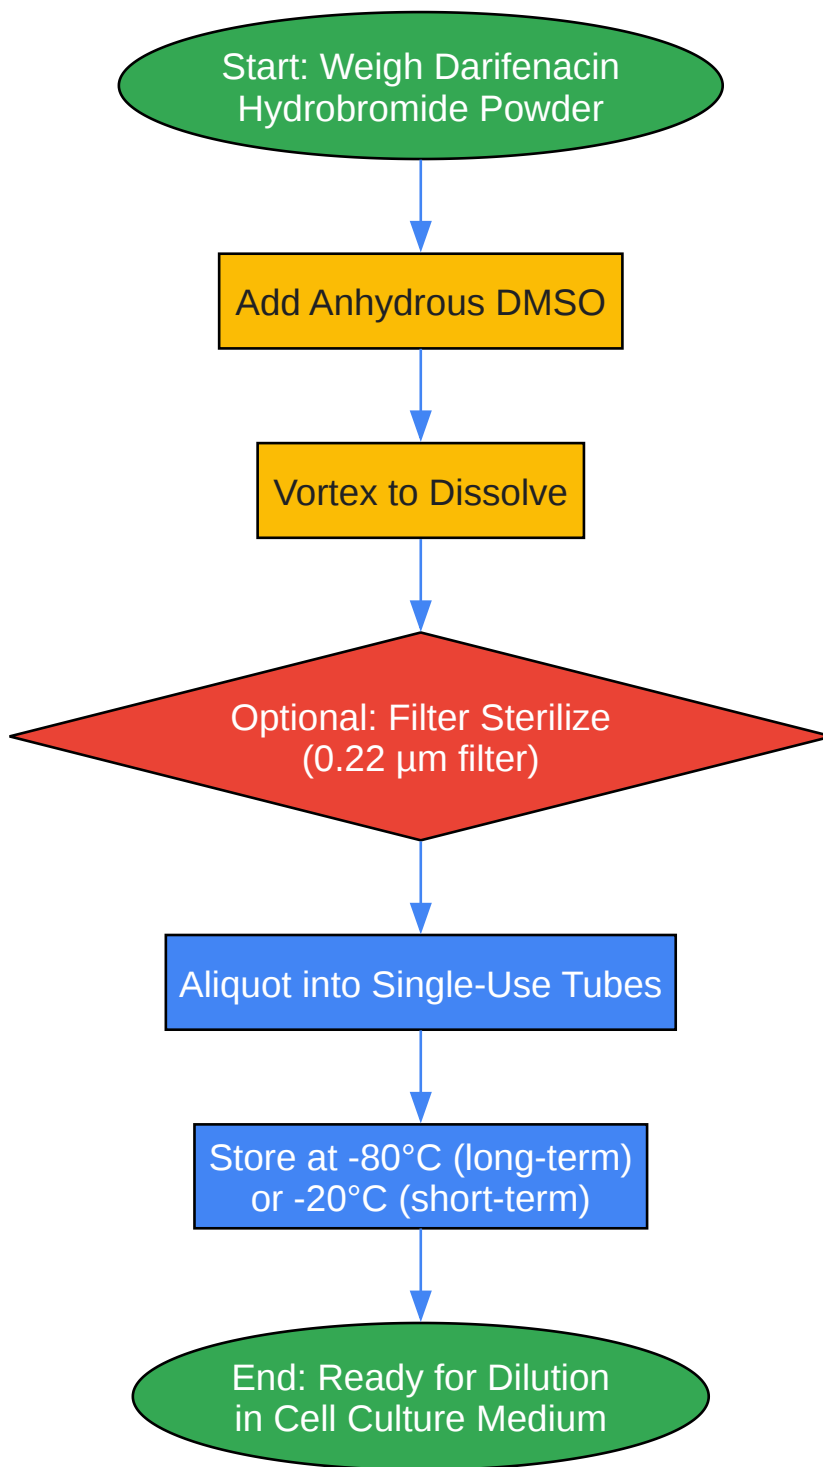 Start: Weigh Darifenacin
Hydrobromide Powder
Add Anhydrous DMSO
Vortex to Dissolve
Optional: Filter Sterilize
(0.22 µm filter)
Aliquot into Single-Use Tubes
Store at -80°C (long-term)
or -20°C (short-term)
End: Ready for Dilution
in Cell Culture Medium